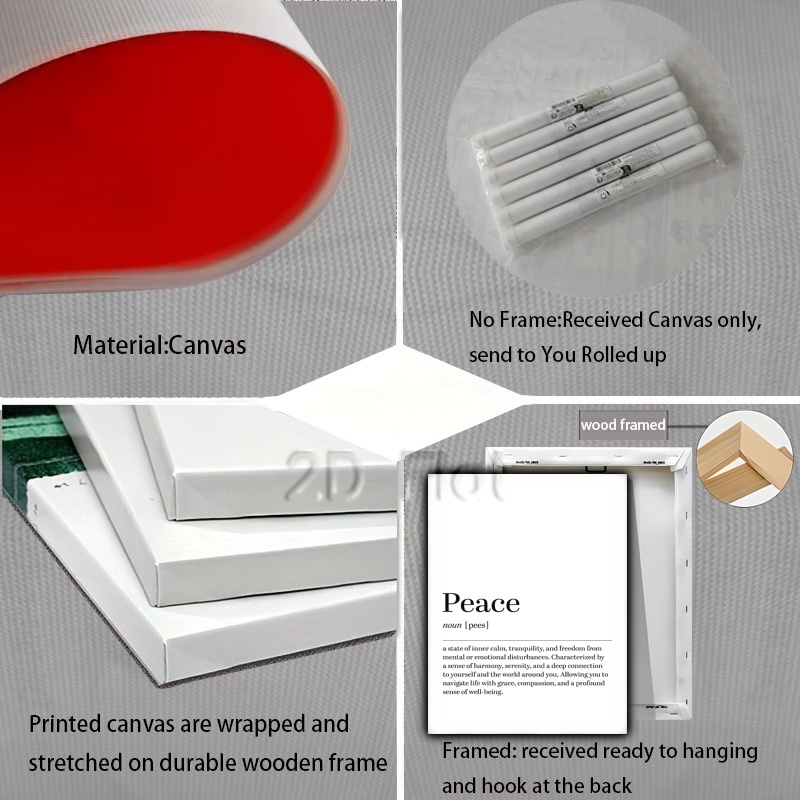 Material:Canvas
No Frame:Received Canvas only,
send to You Rolled up
2D Flat
wood framed
Peace
noun [pees]
a state of inner calm, tranquility, and freedom from
mental or emotional disturbances. Characterized by
a sense of harmony, serenity, and a deep connection
to yourself and the world around you. Allowing you to
navigate life with grace, compassion, and a profound
sense of well-being.
Printed canvas are wrapped and
stretched on durable wooden frame
Framed: received ready to hanging
and hook at the back